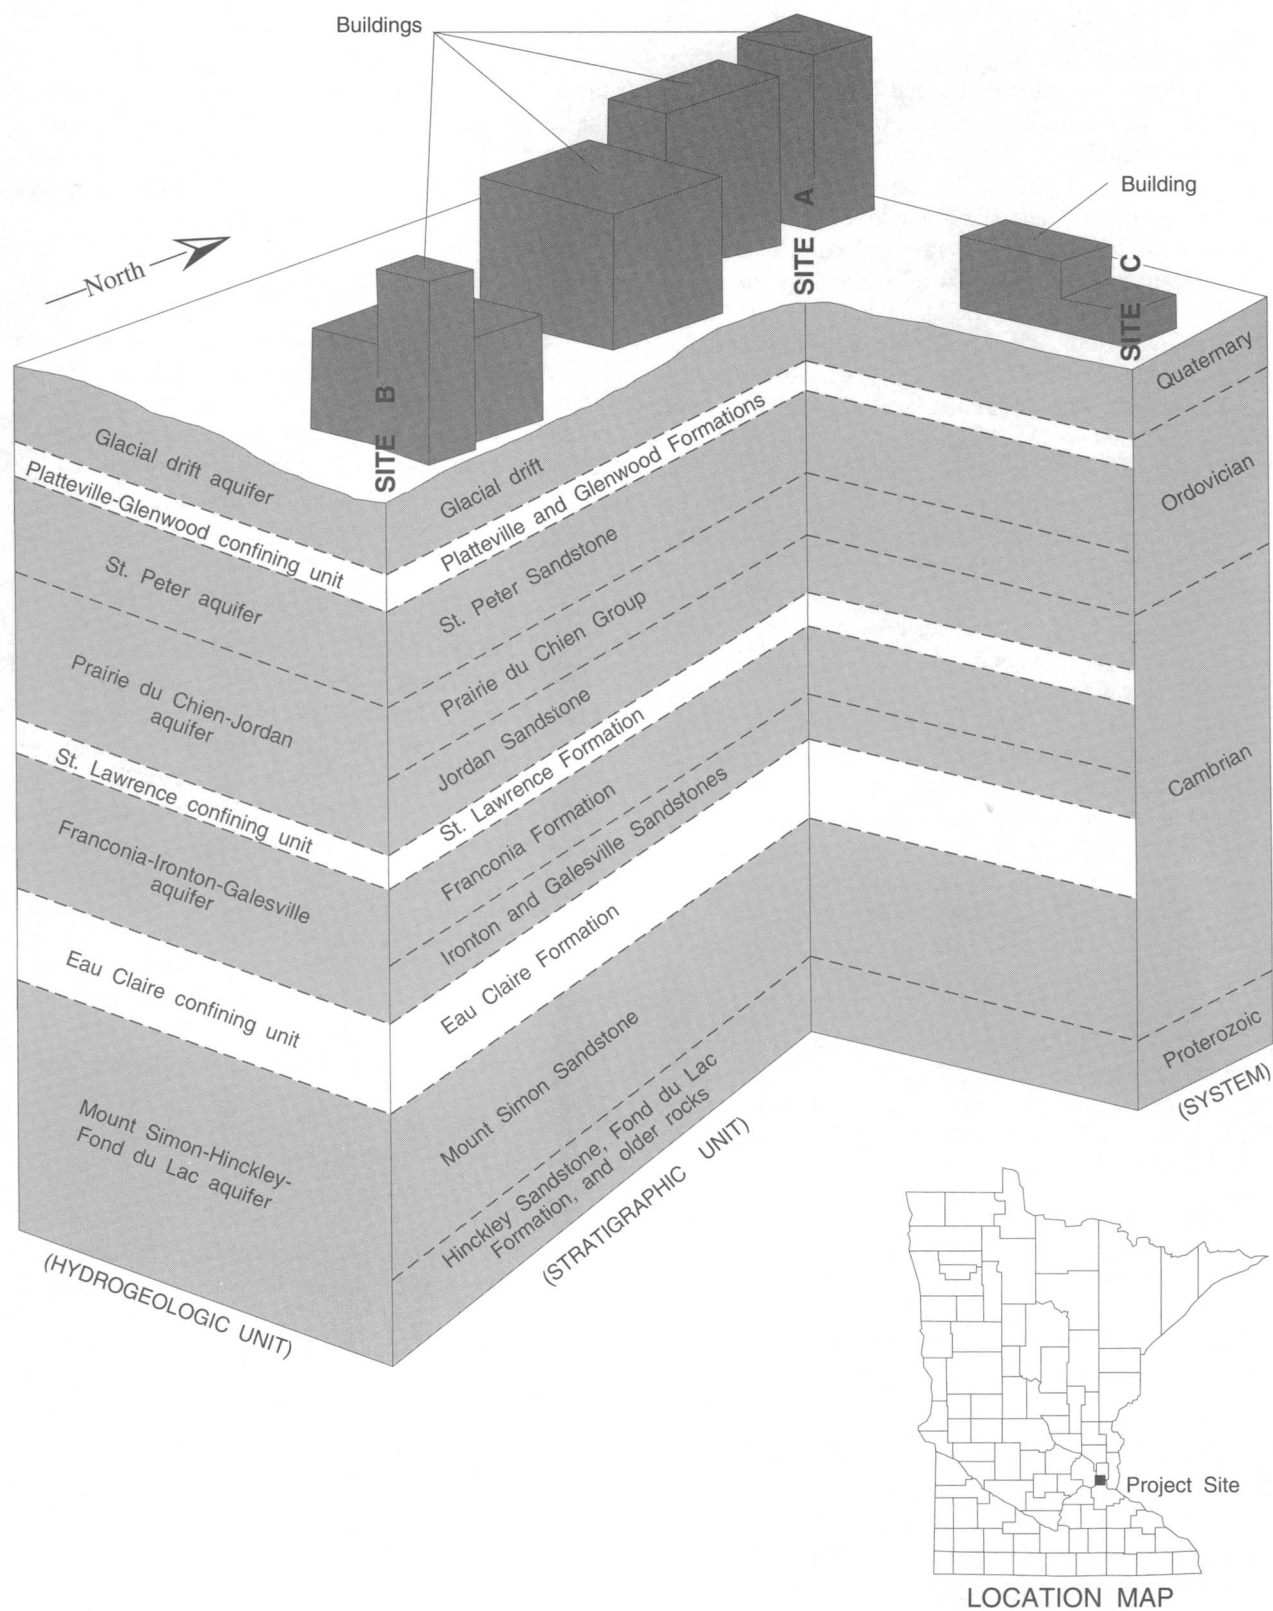 Buildings
Building
North
SITE A
SITE B
SITE C
Glacial drift aquifer
Platteville-Glenwood confining unit
St. Peter aquifer
Prairie du Chien-Jordan
aquifer
St. Lawrence confining unit
Franconia-Ironton-Galesville
aquifer
Eau Claire confining unit
Mount Simon-Hinckley-
Fond du Lac aquifer
(HYDROGEOLOGIC UNIT)
Glacial drift
Platteville and Glenwood Formations
St. Peter Sandstone
Prairie du Chien Group
Jordan Sandstone
St. Lawrence Formation
Franconia Formation
Ironton and Galesville Sandstones
Eau Claire Formation
Mount Simon Sandstone
Hinckley Sandstone, Fond du Lac
Formation, and older rocks
(STRATIGRAPHIC UNIT)
Quaternary
Ordovician
Cambrian
Proterozoic
(SYSTEM)
Project Site
LOCATION MAP